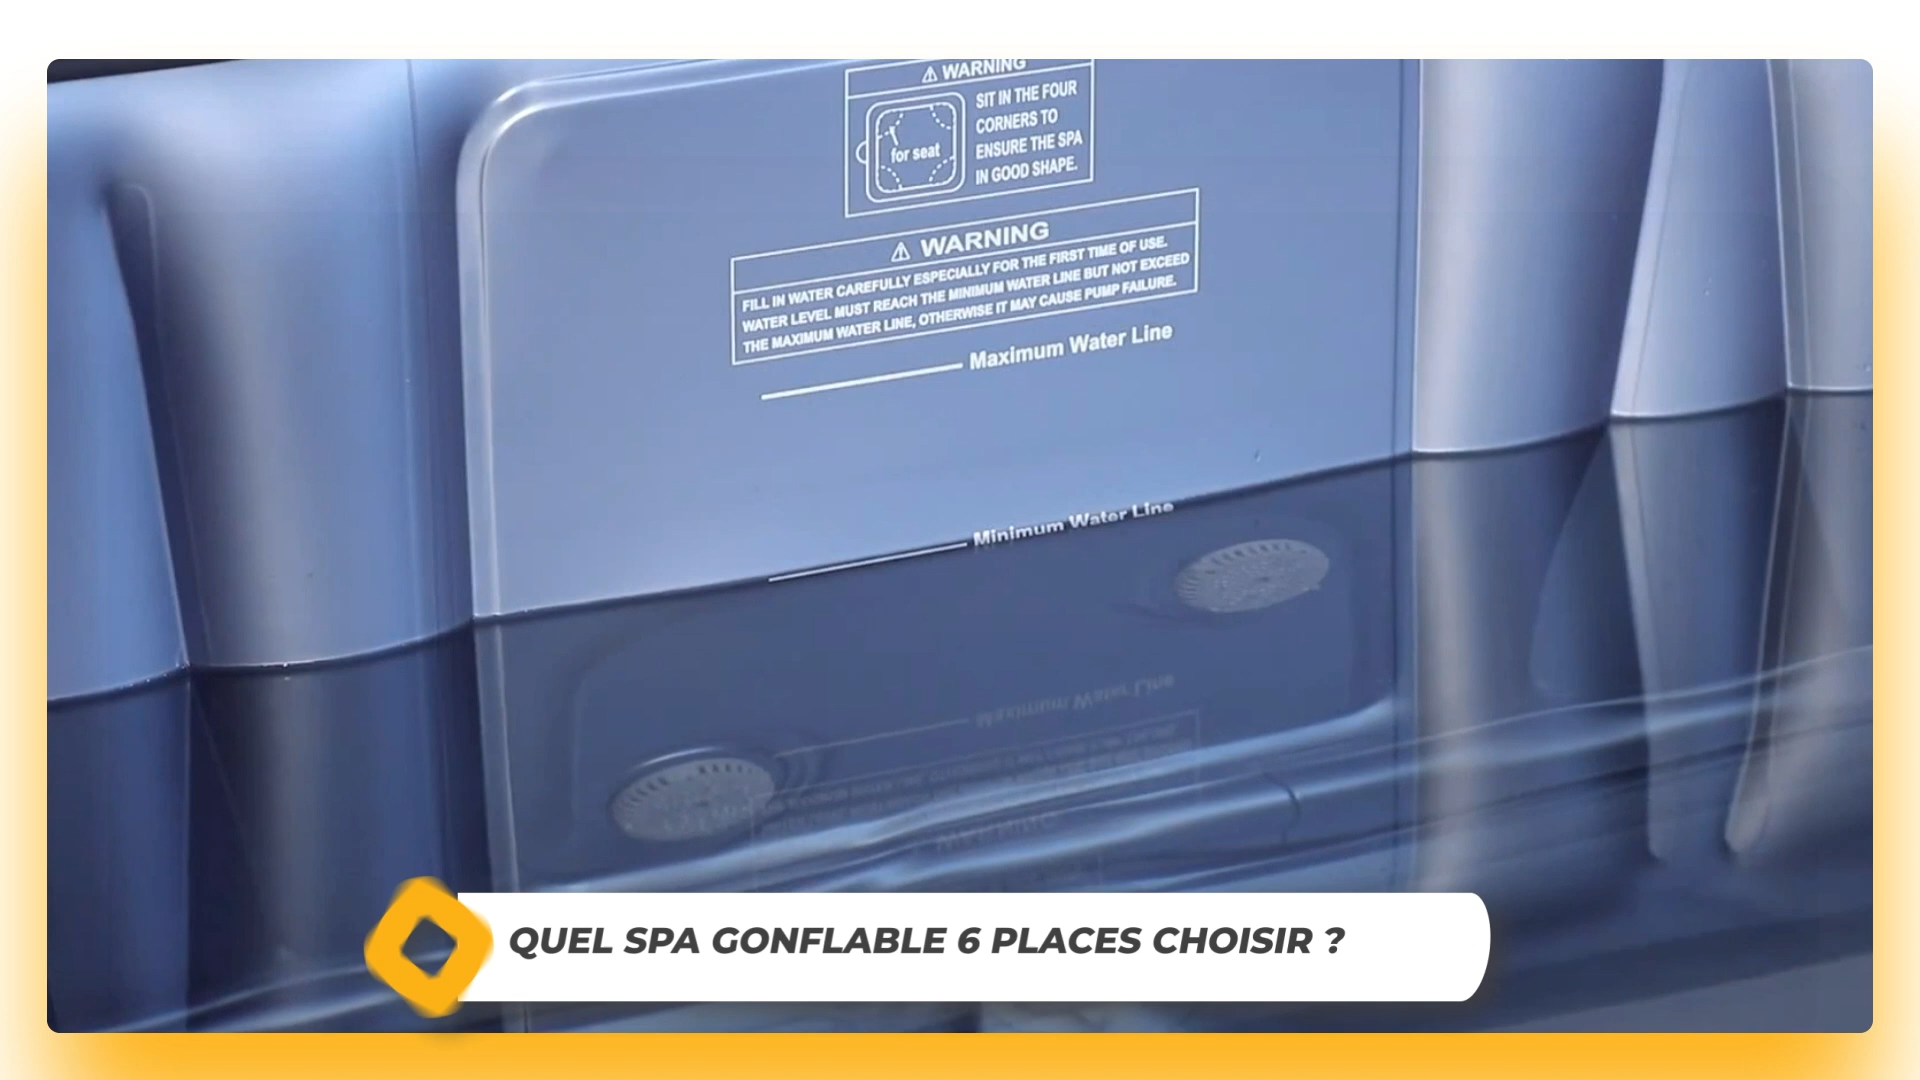 ⚠ WARNING
for seat
SIT IN THE FOUR
CORNERS TO
ENSURE THE SPA
IN GOOD SHAPE.
⚠ WARNING
FILL IN WATER CAREFULLY ESPECIALLY FOR THE FIRST TIME OF USE.
WATER LEVEL MUST REACH THE MINIMUM WATER LINE BUT NOT EXCEED
THE MAXIMUM WATER LINE, OTHERWISE IT MAY CAUSE PUMP FAILURE.
Maximum Water Line
Minimum Water Line
QUEL SPA GONFLABLE 6 PLACES CHOISIR ?